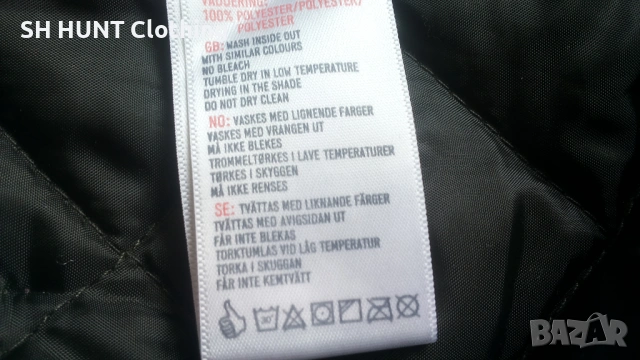 SH HUNT Clothing
VADDERING:
100% POLYESTER/POLYESTER/
POLYESTER
GB: WASH INSIDE OUT
WITH SIMILAR COLOURS
NO BLEACH
TUMBLE DRY IN LOW TEMPERATURE
DRYING IN THE SHADE
DO NOT DRY CLEAN
NO: VASKES MED LIGNENDE FARGER
VASKES MED VRANGEN UT
MÅ IKKE BLEKES
TROMMELTØRKES I LAVE TEMPERATURER
TØRKES I SKYGGEN
MÅ IKKE RENSES
SE: TVÄTTAS MED LIKNANDE FÄRGER
TVÄTTAS MED AVIGSIDAN UT
FÅR INTE BLEKAS
TORKTUMLAS VID LÅG TEMPERATUR
TORKA I SKUGGAN
FÅR INTE KEMTVÄTT
BAZAR